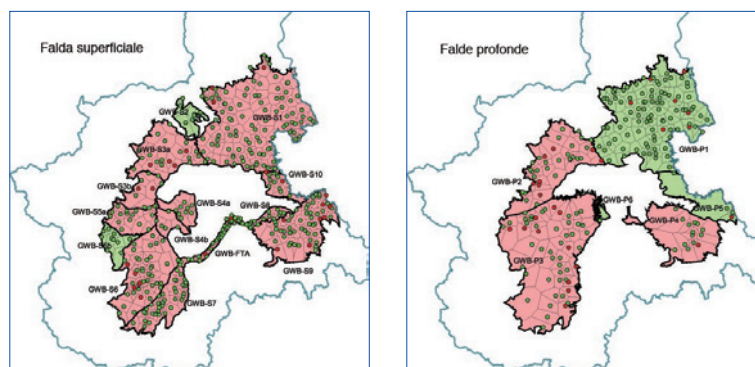 Falda superficiale
GWB-S1
GWB-S3a
GWB-S3b
GWB-S10
GWB-S5a
GWB-S4a
GWB-S8
GWB-S4b
GWB-FTA
GWB-S6
GWB-S7
GWB-S9
Falde profonde
GWB-P1
GWB-P2
GWB-P6
GWB-P5
GWB-P4
GWB-P3